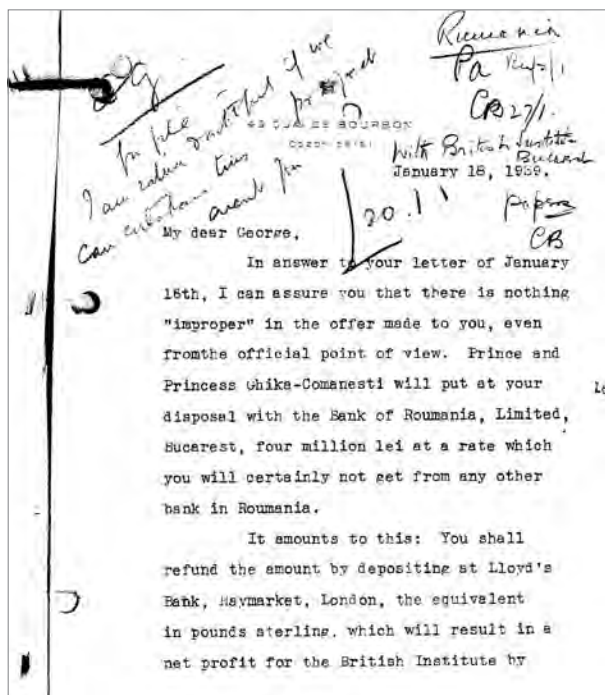 Rumania
Pa
CB 27/1.
for file
I am rather doubtful if we
can
QUAI DE BOURBON
with British Institute
Bucharest
papers
CB
January 18, 1939.
20.1
My dear George,
In answer to your letter of January
16th, I can assure you that there is nothing
"improper" in the offer made to you, even
fromthe official point of view. Prince and
Princess Ghika-Comanesti will put at your
disposal with the Bank of Roumania, Limited,
Bucarest, four million lei at a rate which
you will certainly not get from any other
bank in Roumania.
It amounts to this: You shall
refund the amount by depositing at Lloyd's
Bank, Haymarket, London, the equivalent
in pounds sterling. which will result in a
net profit for the British Institute by